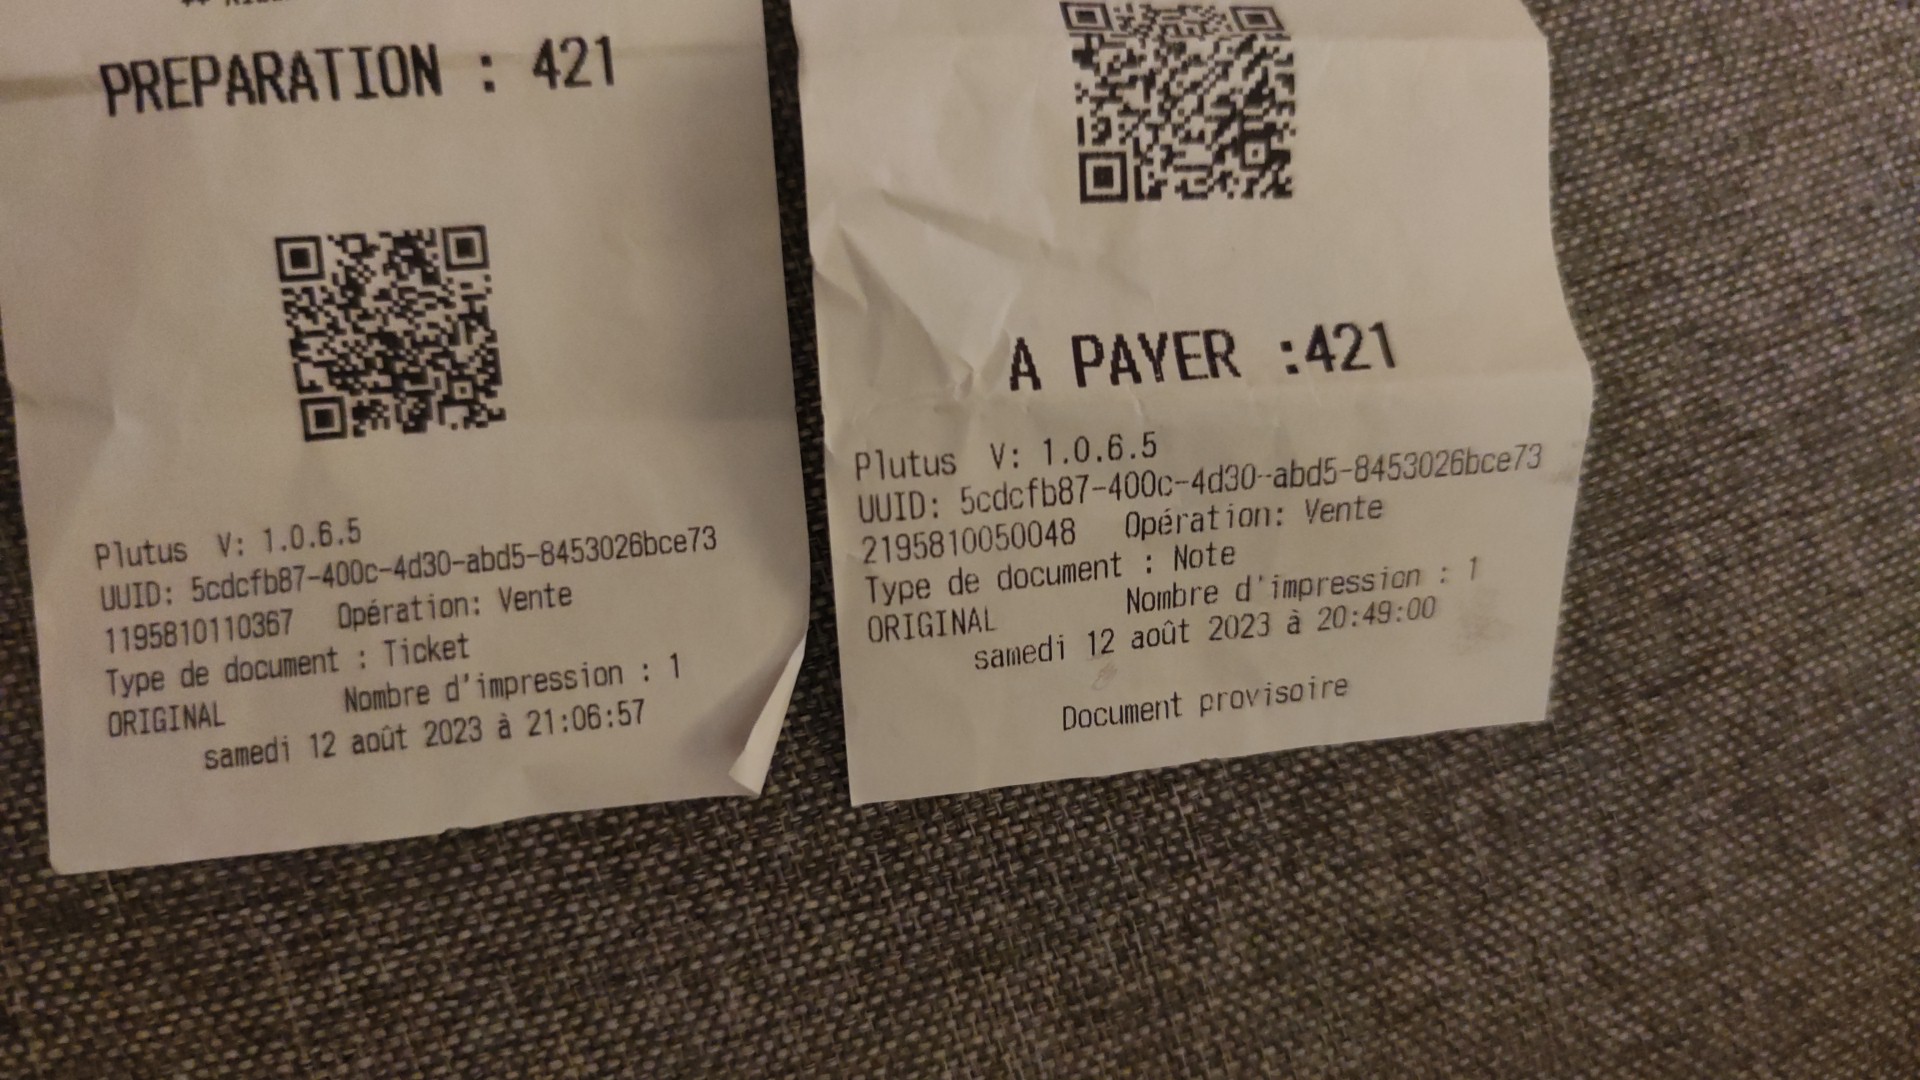 PREPARATION : 421
Plutus V: 1.0.6.5
UUID: 5cdcfb87-400c-4d30-abd5-8453026bce73
1195810110367 Opération: Vente
Type de document : Ticket
ORIGINAL Nombre d'impression : 1
samedi 12 août 2023 à 21:06:57
A PAYER :421
Plutus V: 1.0.6.5
UUID: 5cdcfb87-400c-4d30-abd5-8453026bce73
2195810050048 Opération: Vente
Type de document : Note
ORIGINAL Nombre d'impression : 1
samedi 12 août 2023 à 20:49:00
Document provisoire